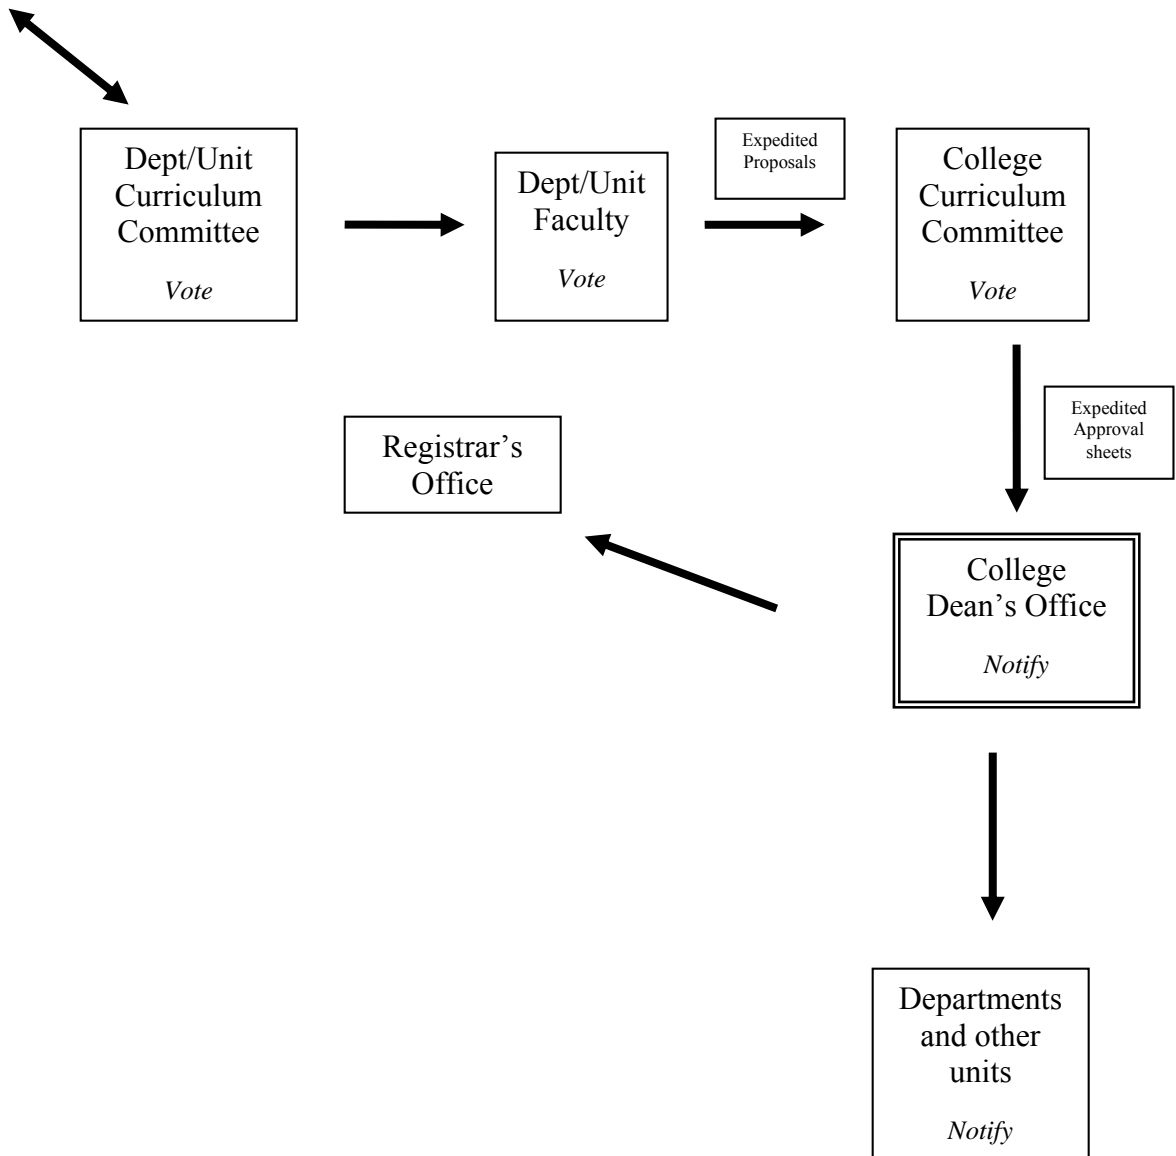 Dept/Unit
Curriculum
Committee
Vote
Dept/Unit
Faculty
Vote
Expedited
Proposals
College
Curriculum
Committee
Vote
Expedited
Approval
sheets
Registrar’s
Office
College
Dean’s Office
Notify
Departments
and other
units
Notify